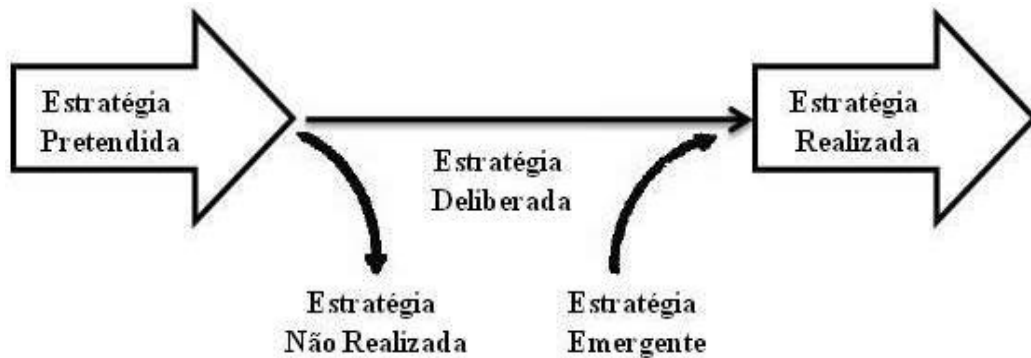 Estratégia
Pretendida
Estratégia
Deliberada
Estratégia
Realizada
Estratégia
Não Realizada
Estratégia
Emergente